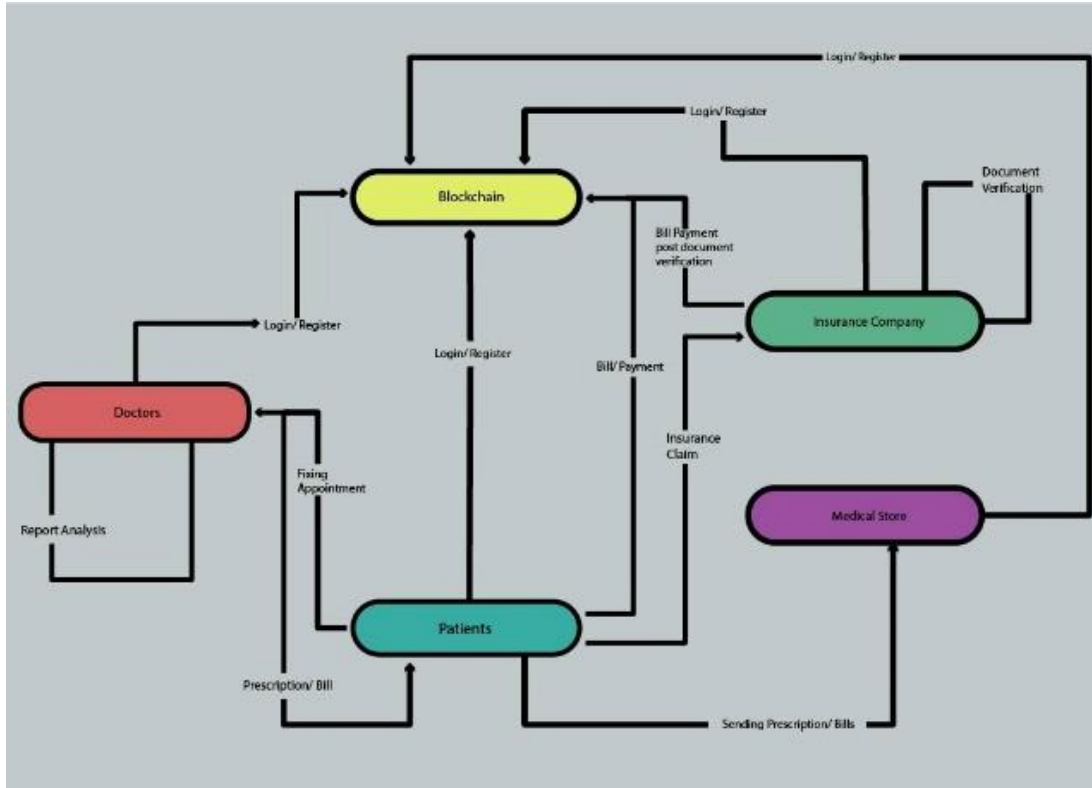 Login/ Register
Login/ Register
Document
Verification
Blockchain
Bill Payment
post document
verification
Insurance Company
Login/ Register
Login/ Register
Bill/ Payment
Doctors
Insurance
Claim
Fixing
Appointment
Medical Store
Report Analysis
Patients
Prescription/ Bill
Sending Prescription/ Bills